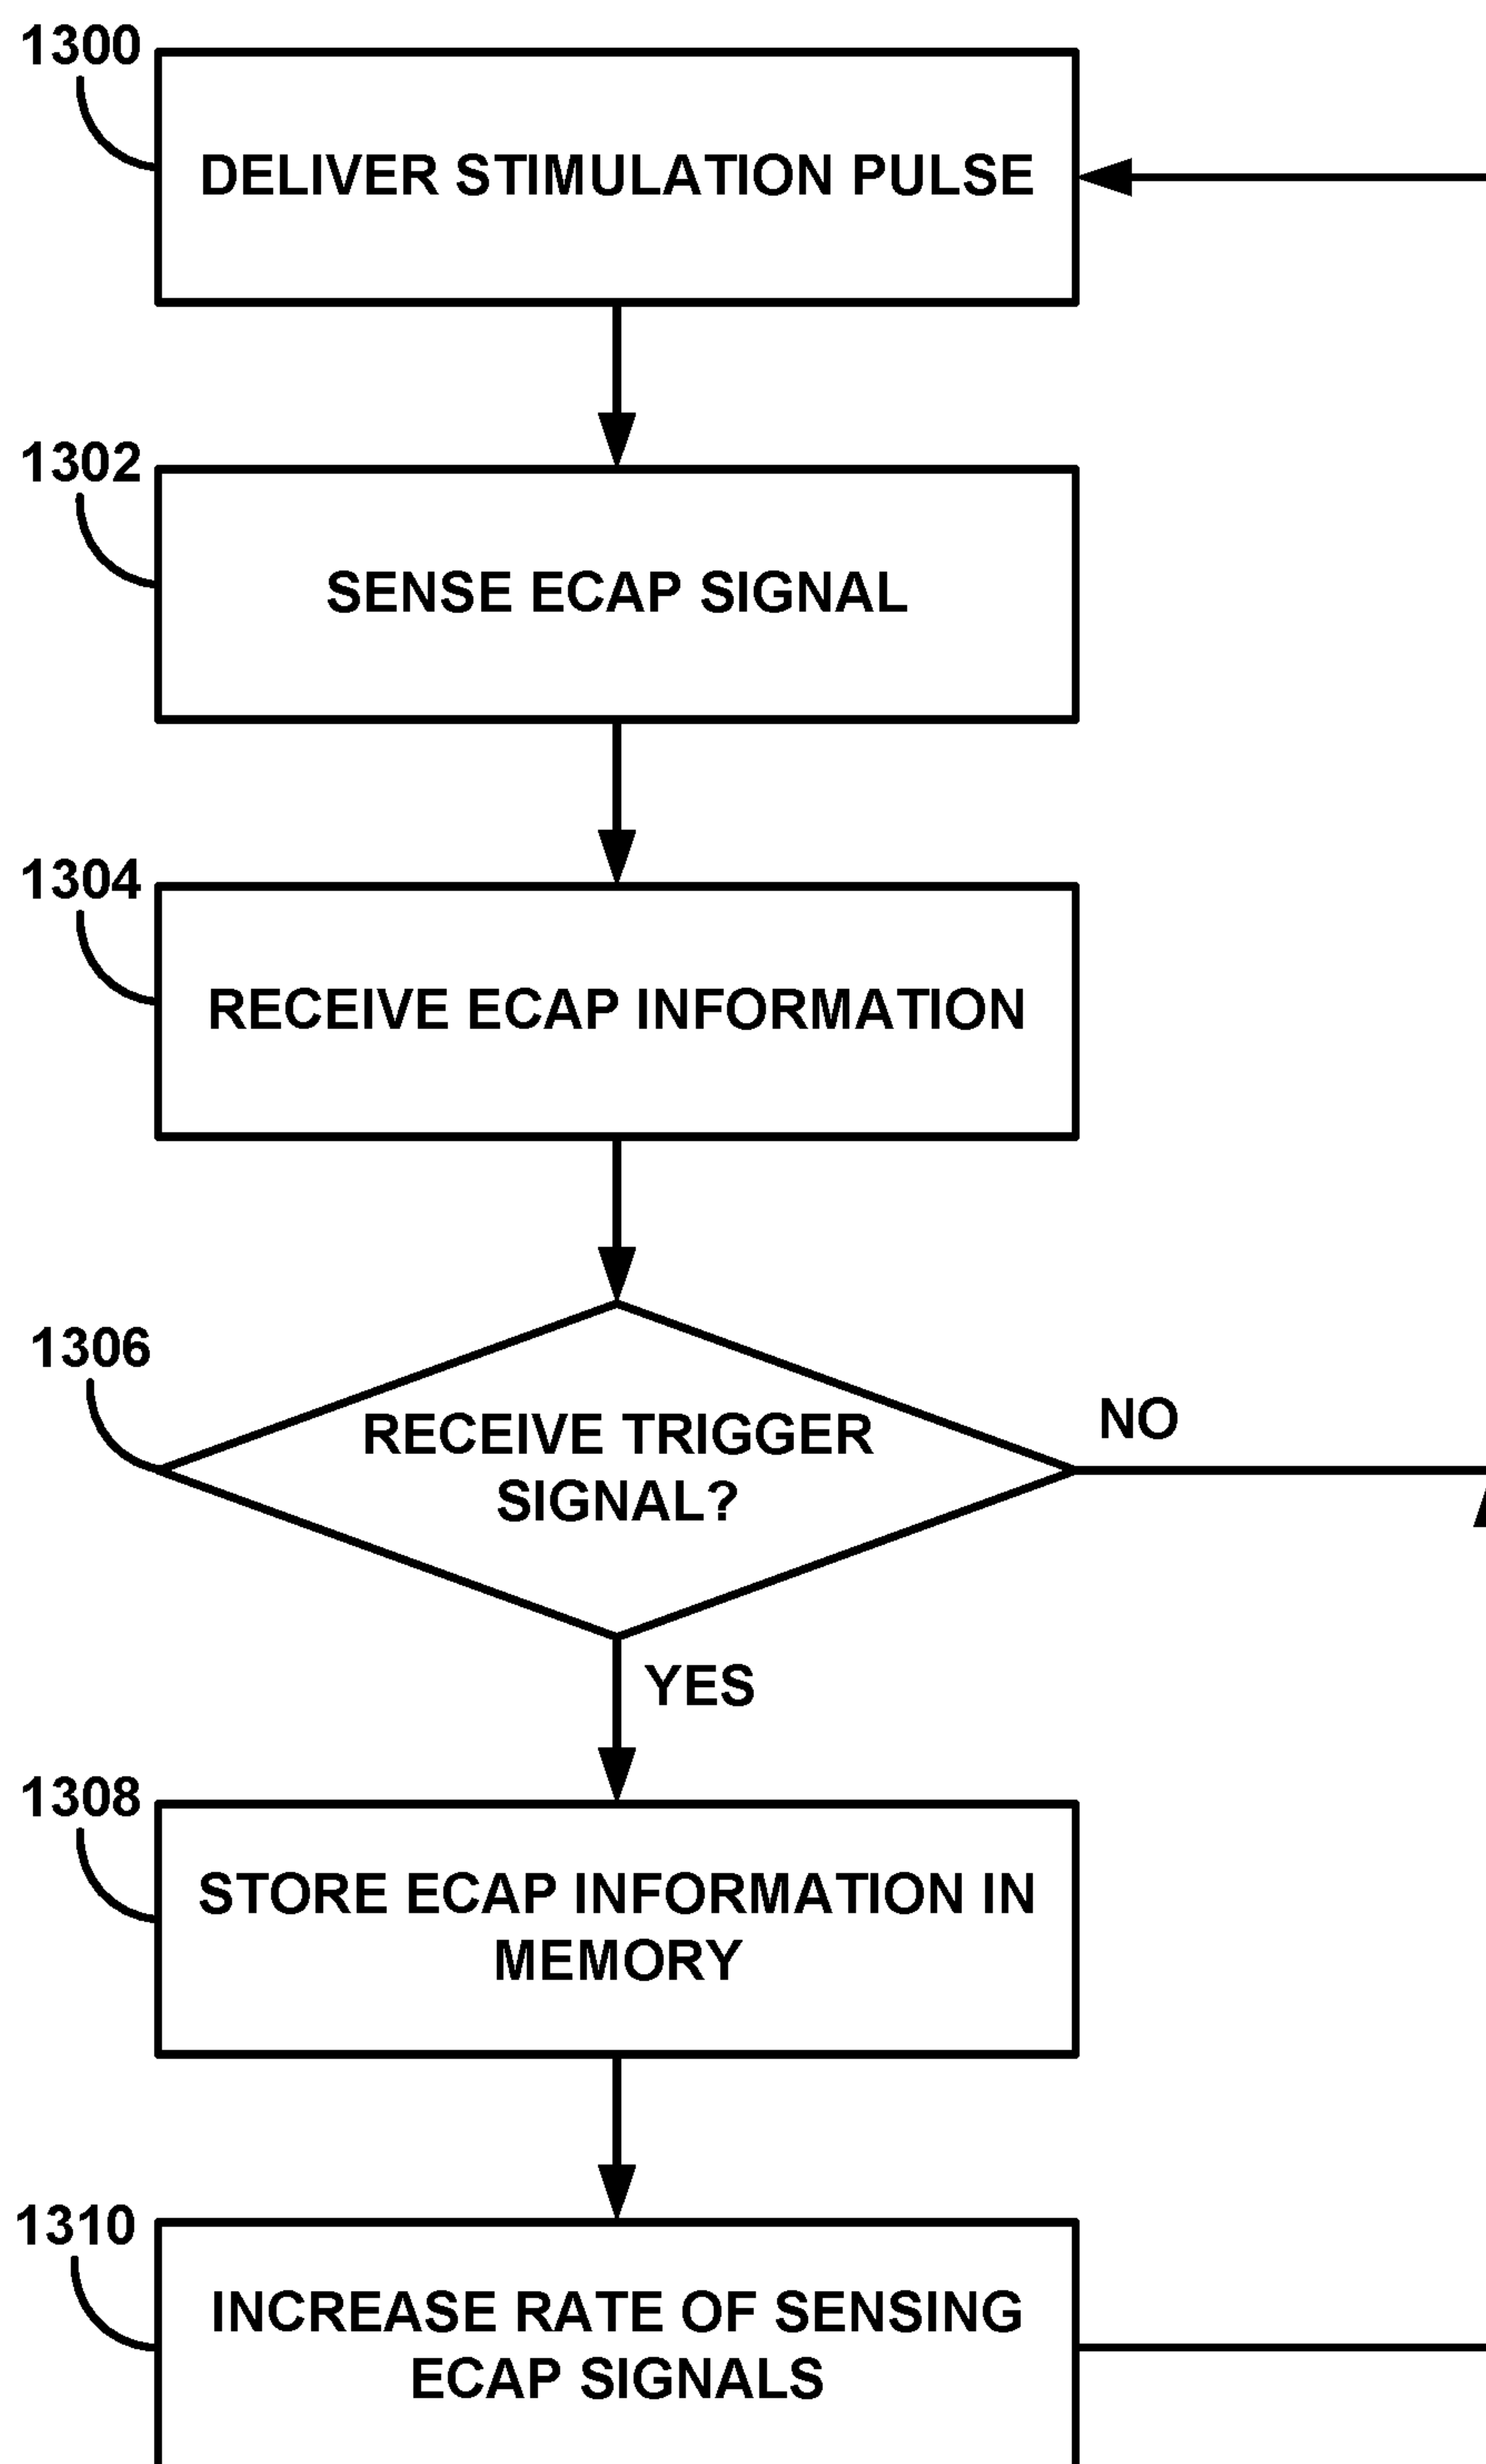 1300
DELIVER STIMULATION PULSE
1302
SENSE ECAP SIGNAL
1304
RECEIVE ECAP INFORMATION
1306
RECEIVE TRIGGER
SIGNAL?
NO
YES
1308
STORE ECAP INFORMATION IN
MEMORY
1310
INCREASE RATE OF SENSING
ECAP SIGNALS